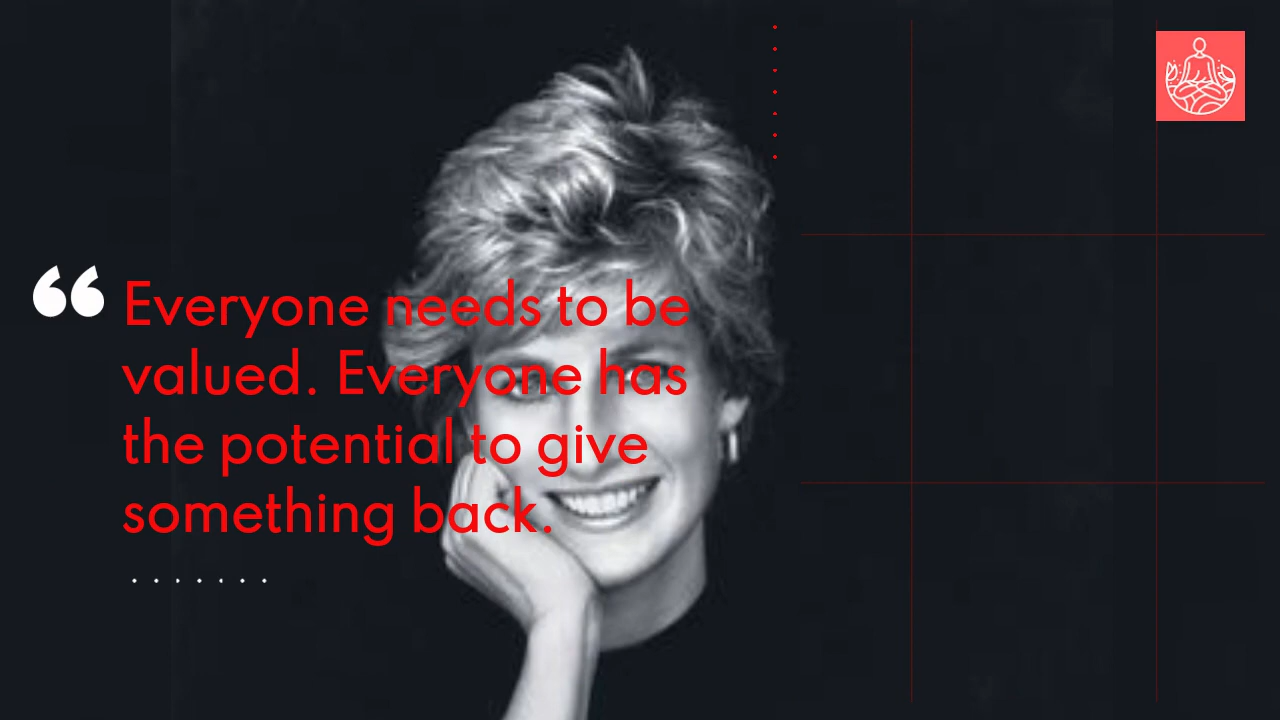 “ Everyone needs to be
valued. Everyone has
the potential to give
something back.